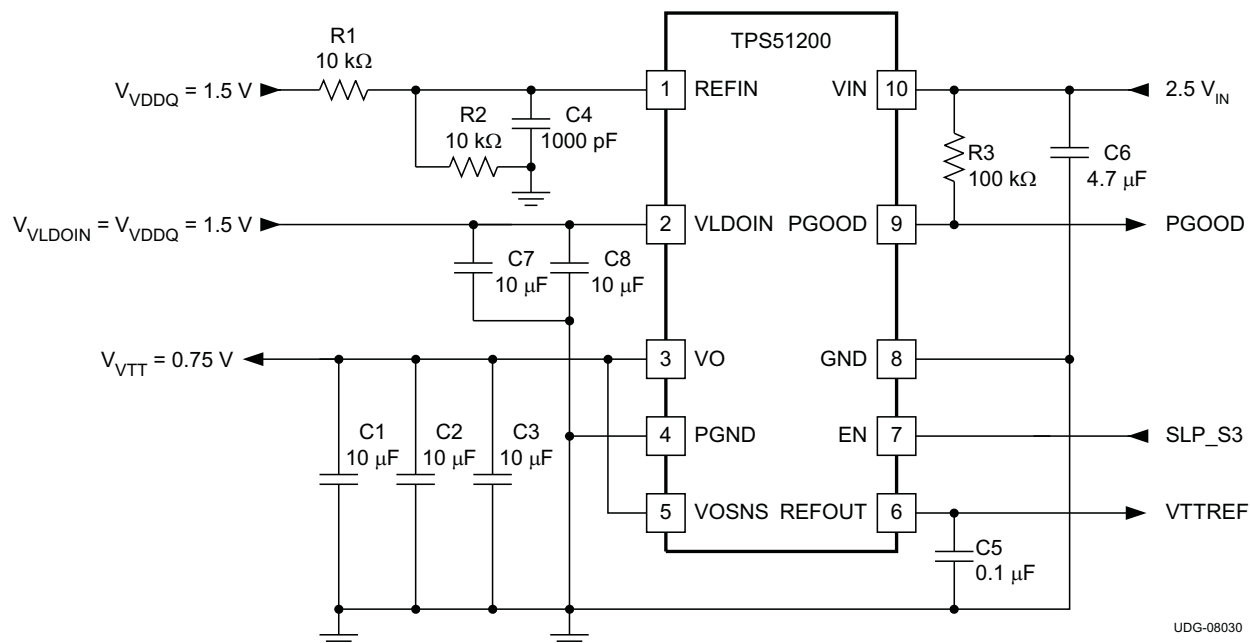 TPS51200
R1
10 kΩ
V_VDDQ = 1.5 V
1
REFIN
VIN
10
2.5 V_IN
R2
10 kΩ
C4
1000 pF
R3
100 kΩ
C6
4.7 μF
V_VLDOIN = V_VDDQ = 1.5 V
2
VLDOIN
PGOOD
9
PGOOD
C7
10 μF
C8
10 μF
V_VTT = 0.75 V
3
VO
GND
8
C1
10 μF
C2
10 μF
C3
10 μF
4
PGND
EN
7
SLP_S3
5
VOSNS
REFOUT
6
VTTREF
C5
0.1 μF
UDG-08030